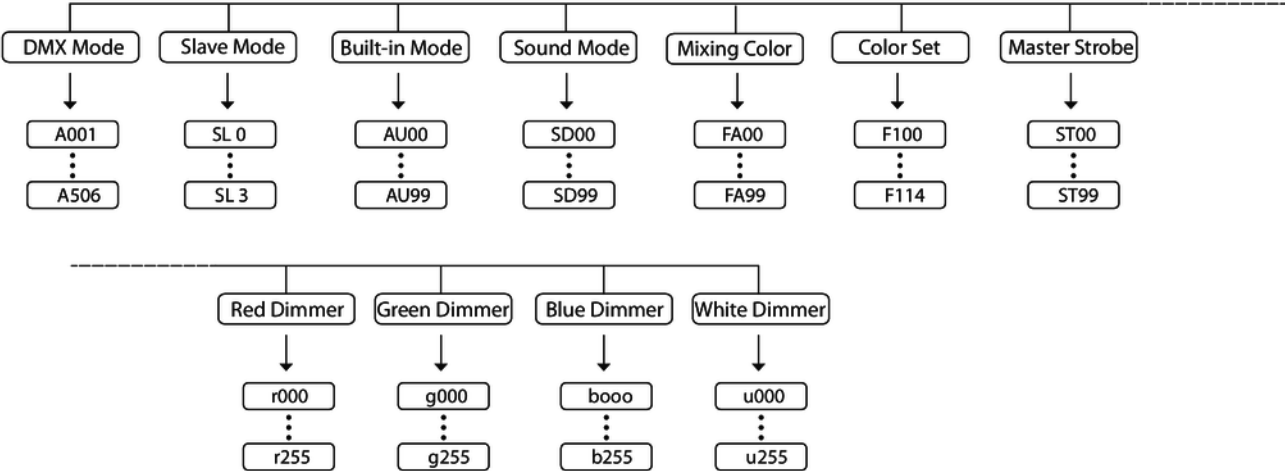 DMX Mode Slave Mode Built-in Mode Sound Mode Mixing Color Color Set Master Strobe
A001 SL 0 AU00 SD00 FA00 F100 ST00
A506 SL 3 AU99 SD99 FA99 F114 ST99
Red Dimmer Green Dimmer Blue Dimmer White Dimmer
r000 g000 booo u000
r255 g255 b255 u255